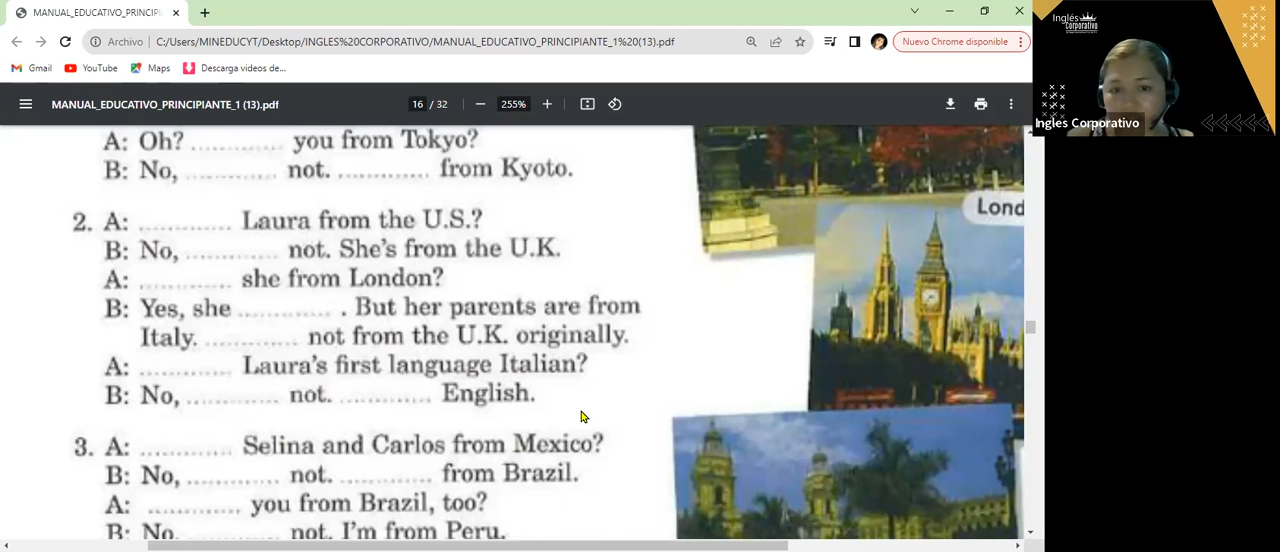 MANUAL_EDUCATIVO_PRINCIPI
Archivo C:/Users/MINEDUCYT/Desktop/INGLES%20CORPORATIVO/MANUAL_EDUCATIVO_PRINCIPIANTE_1%20(13).pdf
Nuevo Chrome disponible
Gmail YouTube Maps Descarga videos de...
MANUAL_EDUCATIVO_PRINCIPIANTE_1 (13).pdf 16 / 32 255%
A: Oh? ............ you from Tokyo?
B: No, ............ not. ............ from Kyoto.
2. A: ............ Laura from the U.S.?
B: No, ............ not. She's from the U.K.
A: ............ she from London?
B: Yes, she ............ . But her parents are from
Italy. ............ not from the U.K. originally.
A: ............ Laura's first language Italian?
B: No, ............ not. ............ English.
3. A: ............ Selina and Carlos from Mexico?
B: No, ............ not. ............ from Brazil.
A: ............ you from Brazil, too?
B: No, ............ not. I'm from Peru.
Lond
Inglés
Corporativo
Ingles Corporativo